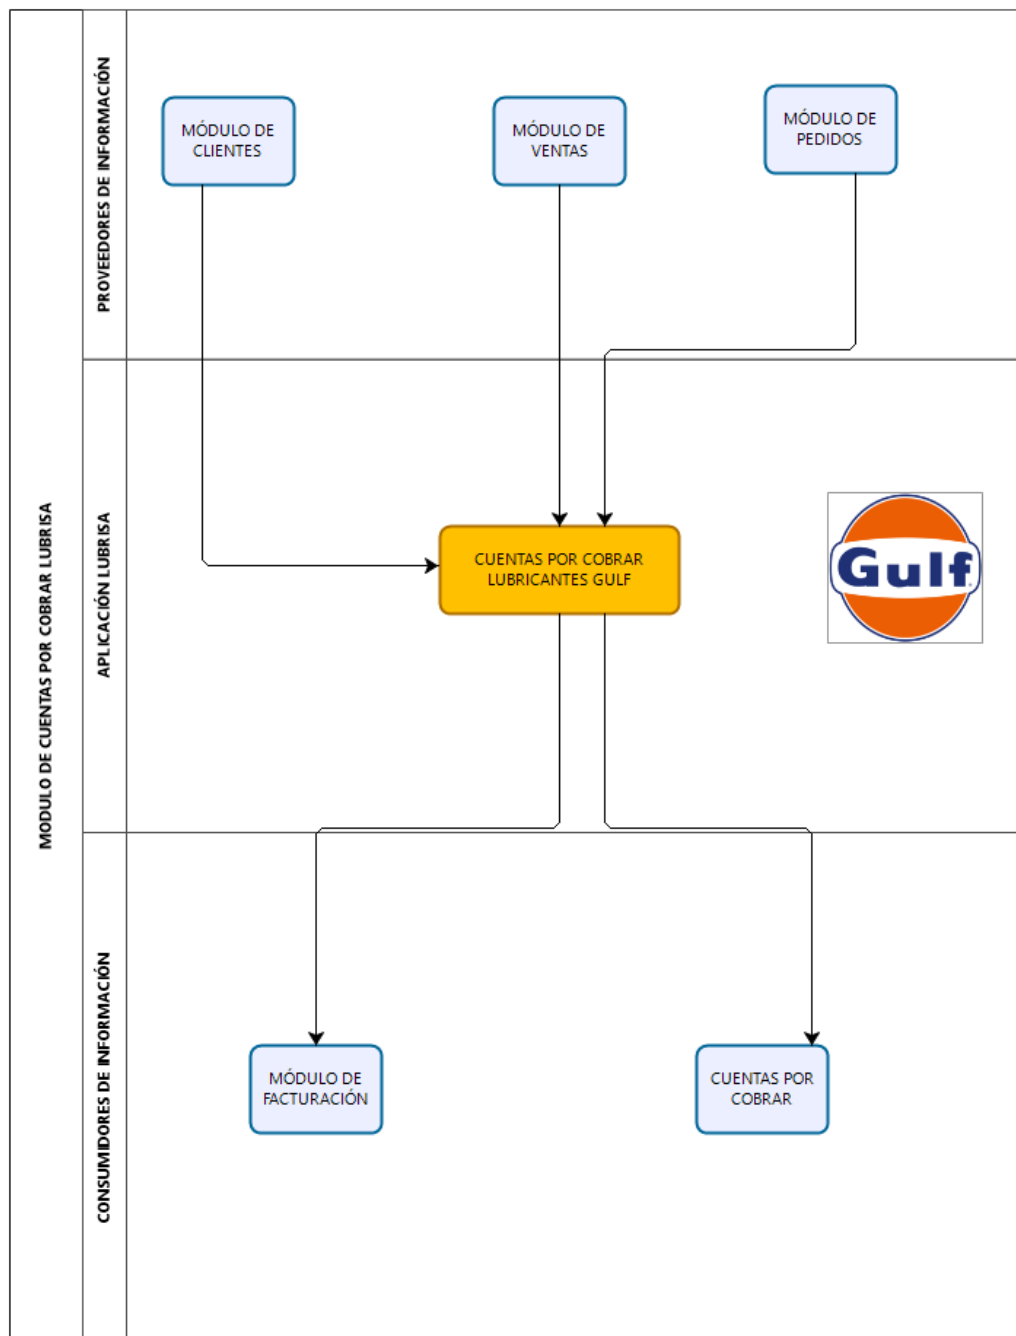 MODULO DE CUENTAS POR COBRAR LUBRISA
PROVEEDORES DE INFORMACIÓN
MÓDULO DE
CLIENTES
MÓDULO DE
VENTAS
MÓDULO DE
PEDIDOS
APLICACIÓN LUBRISA
CUENTAS POR COBRAR
LUBRICANTES GULF
Gulf
CONSUMIDORES DE INFORMACIÓN
MÓDULO DE
FACTURACIÓN
CUENTAS POR
COBRAR